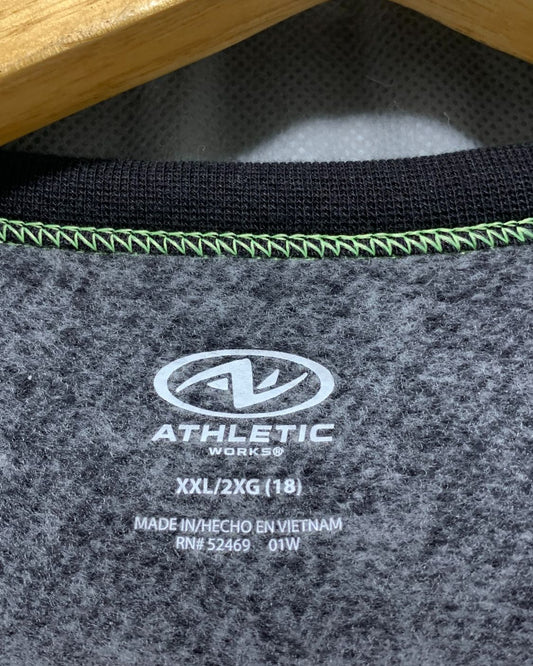 ATHLETIC
WORKS®
XXL/2XG (18)
MADE IN/HECHO EN VIETNAM
RN# 52469 01W